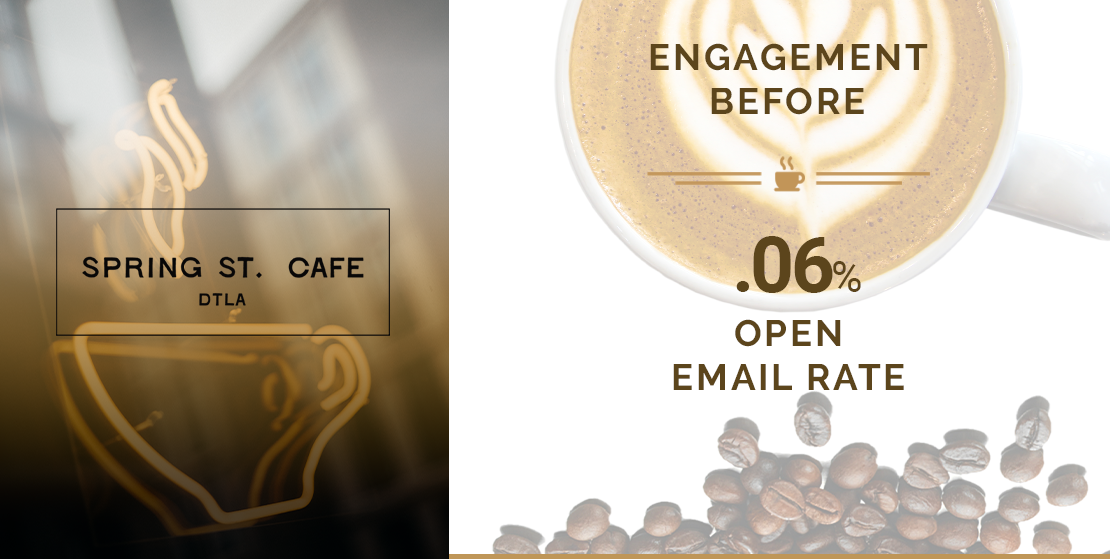 SPRING ST. CAFE
DTLA
ENGAGEMENT
BEFORE
.06%
OPEN
EMAIL RATE